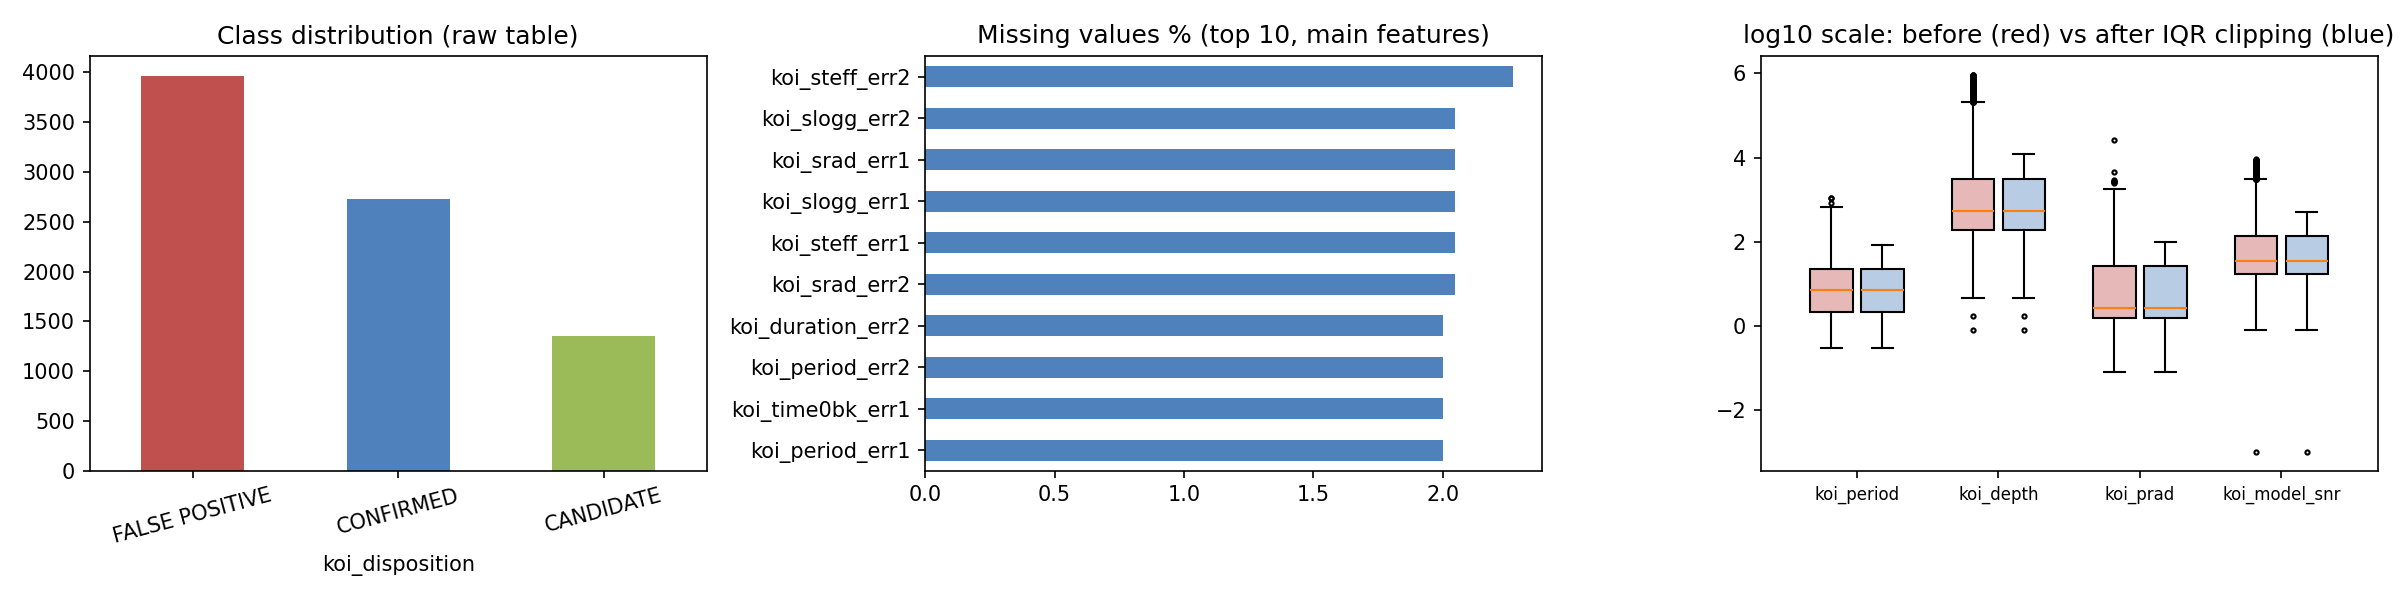 Class distribution (raw table)
4000
3500
3000
2500
2000
1500
1000
500
0
FALSE POSITIVE
CONFIRMED
CANDIDATE
koi_disposition
Missing values % (top 10, main features)
koi_steff_err2
koi_slogg_err2
koi_srad_err1
koi_slogg_err1
koi_steff_err1
koi_srad_err2
koi_duration_err2
koi_period_err2
koi_time0bk_err1
koi_period_err1
0.0
0.5
1.0
1.5
2.0
log10 scale: before (red) vs after IQR clipping (blue)
6
4
2
0
−2
koi_period
koi_depth
koi_prad
koi_model_snr